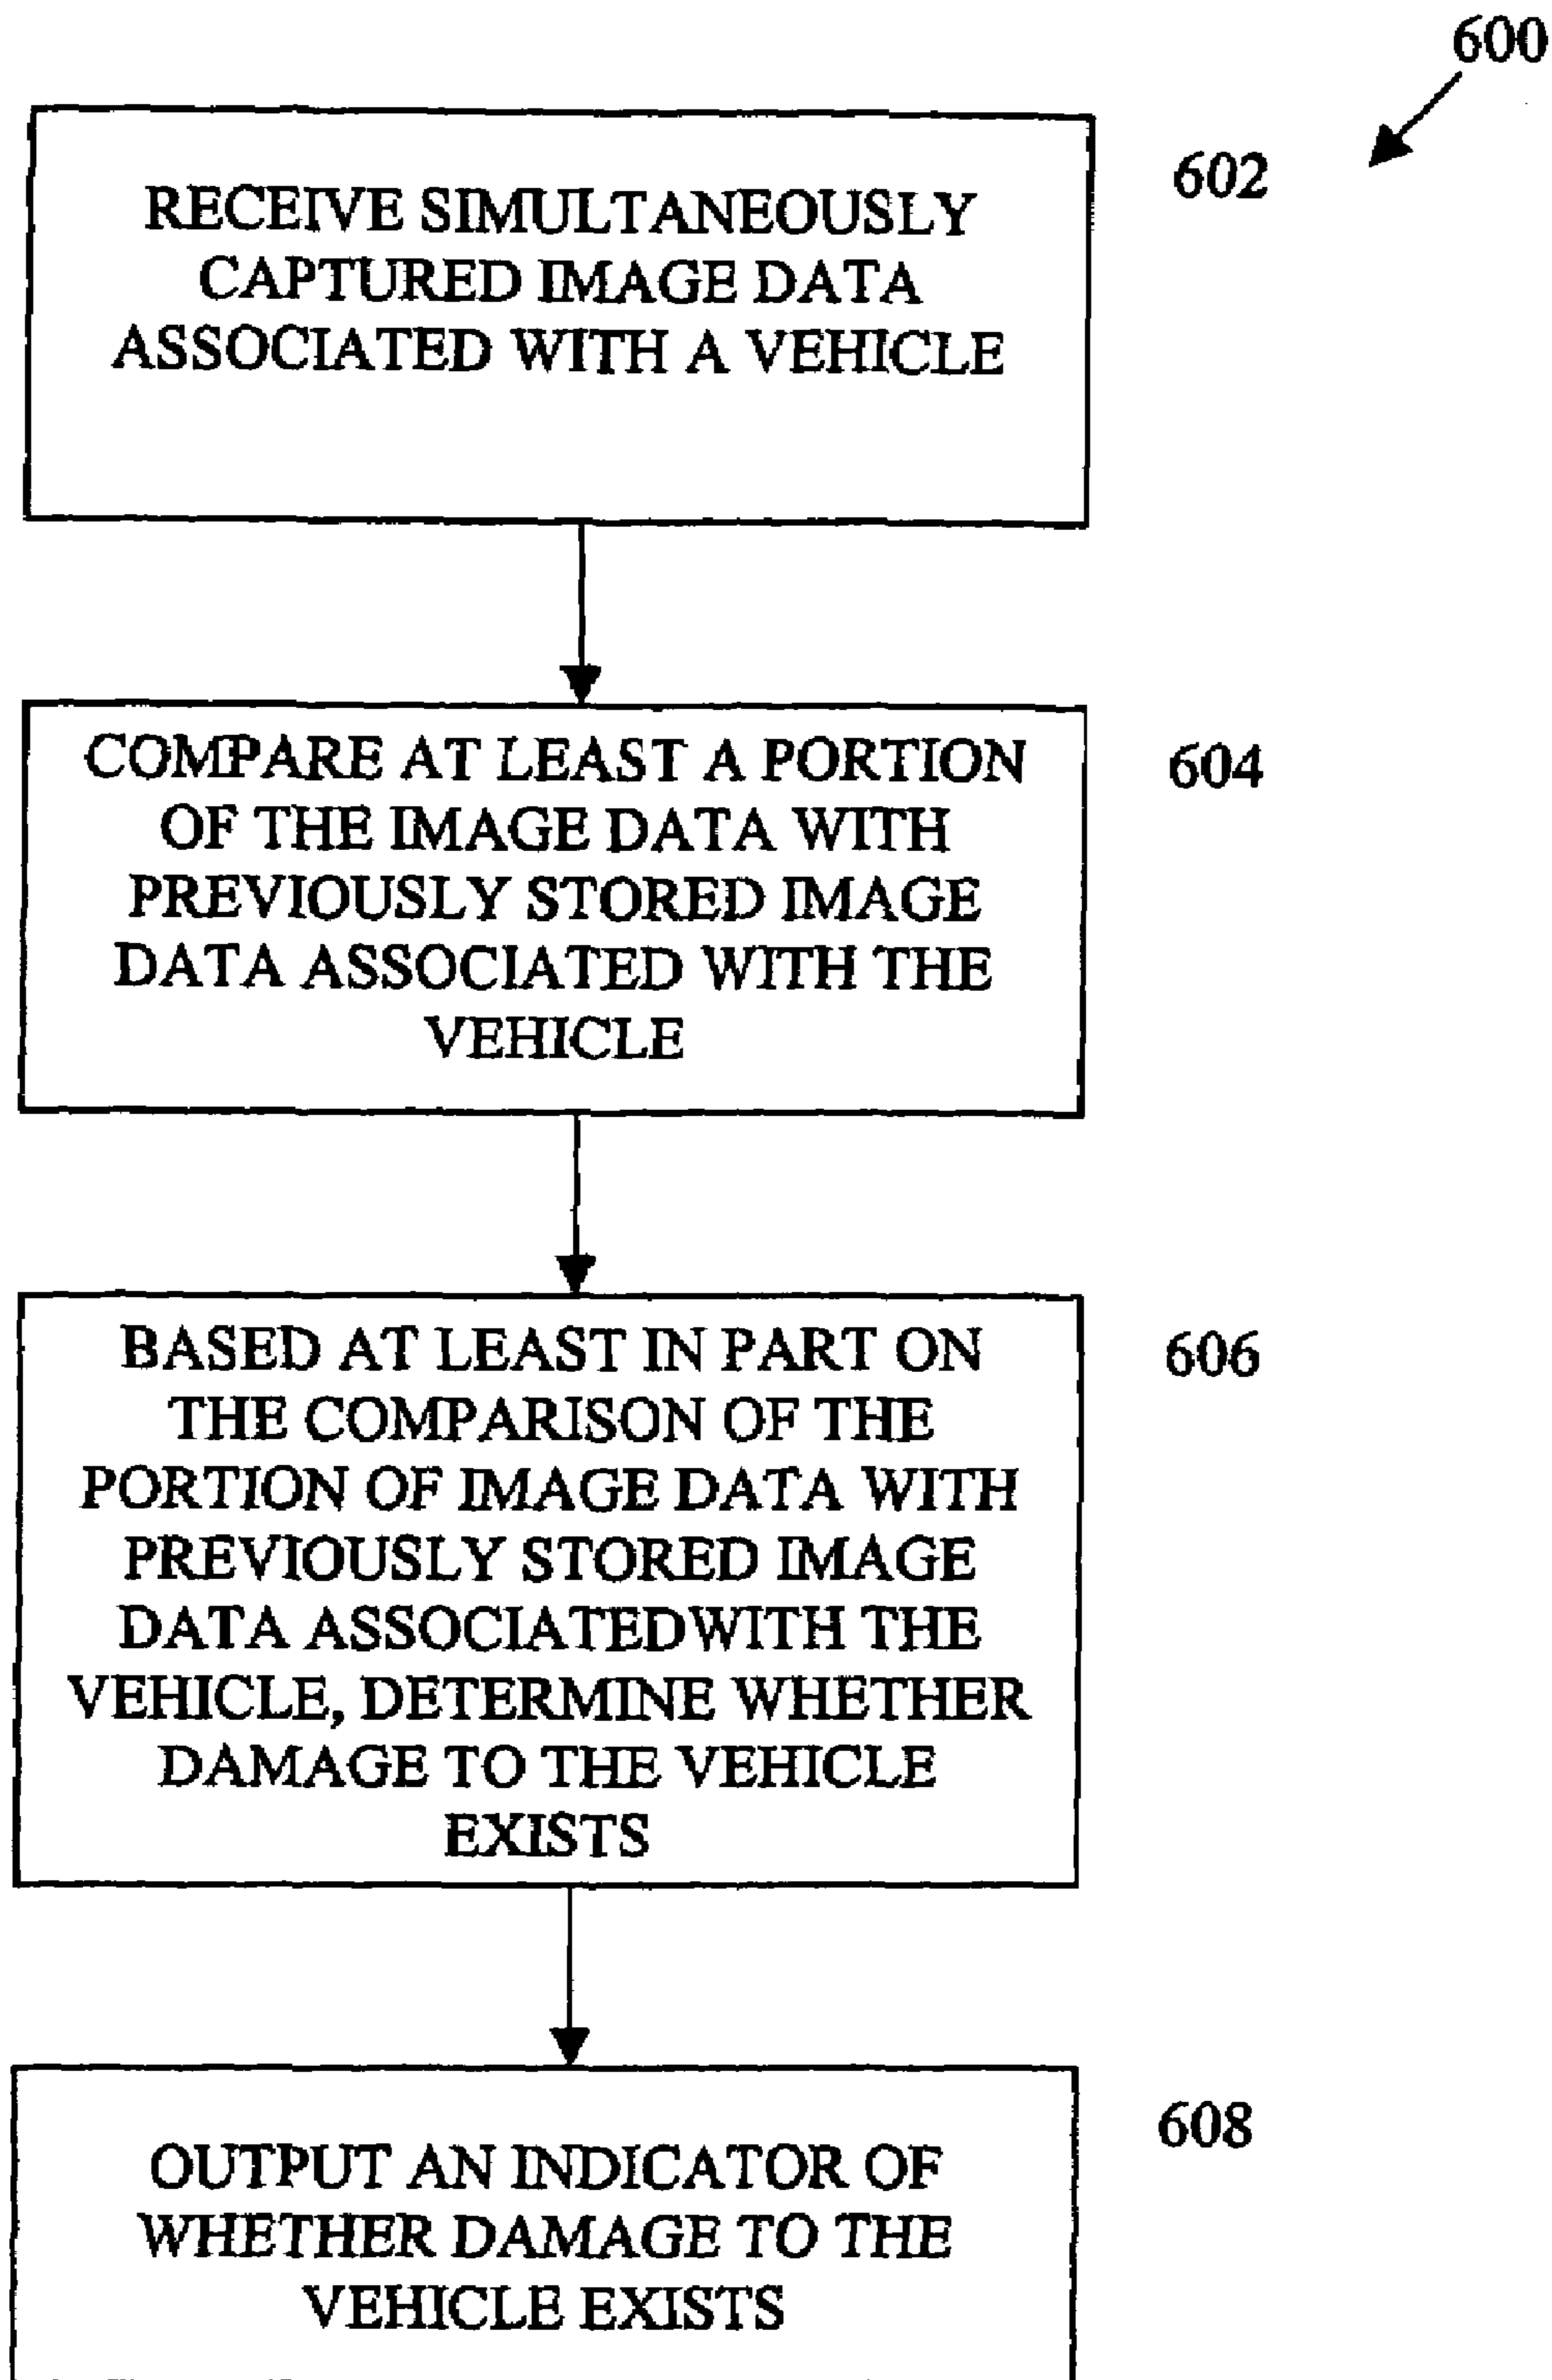 600
602
RECEIVE SIMULTANEOUSLY
CAPTURED IMAGE DATA
ASSOCIATED WITH A VEHICLE
604
COMPARE AT LEAST A PORTION
OF THE IMAGE DATA WITH
PREVIOUSLY STORED IMAGE
DATA ASSOCIATED WITH THE
VEHICLE
606
BASED AT LEAST IN PART ON
THE COMPARISON OF THE
PORTION OF IMAGE DATA WITH
PREVIOUSLY STORED IMAGE
DATA ASSOCIATEDWITH THE
VEHICLE, DETERMINE WHETHER
DAMAGE TO THE VEHICLE
EXISTS
608
OUTPUT AN INDICATOR OF
WHETHER DAMAGE TO THE
VEHICLE EXISTS